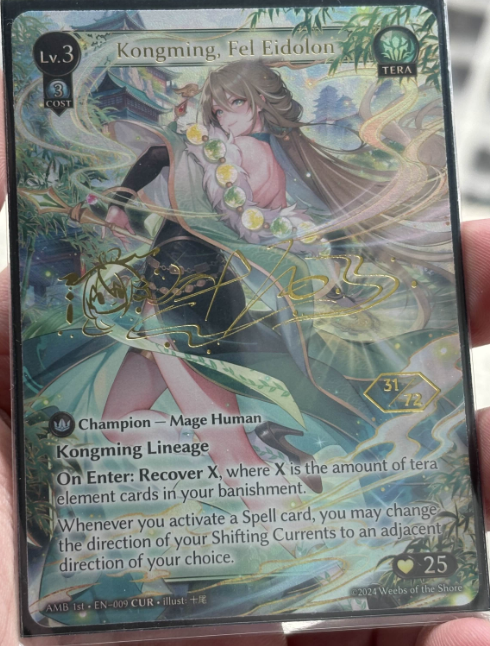 Lv.3
Kongming, Fel Eidolon
TERA
3
COST
31/72
Champion — Mage Human
Kongming Lineage
On Enter: Recover X, where X is the amount of tera
element cards in your banishment.
Whenever you activate a Spell card, you may change
the direction of your Shifting Currents to an adjacent
direction of your choice.
25
AMB 1st • EN-009 CUR • illust. 十尾
©2024 Weebs of the Shore